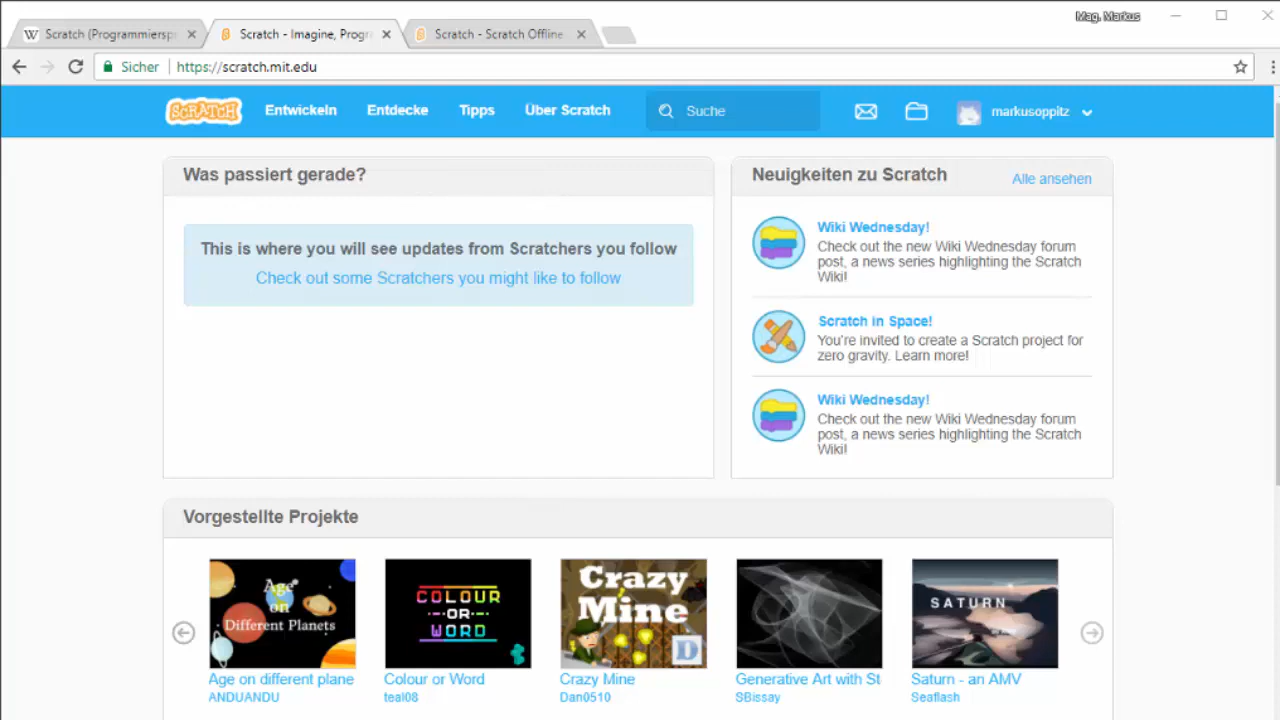 Mag. Markus
Scratch (Programmiersp
Scratch - Imagine, Progr
Scratch - Scratch Offline
Sicher
https://scratch.mit.edu
SCRATCH
Entwickeln
Entdecke
Tipps
Über Scratch
Suche
markusoppitz
Was passiert gerade?
This is where you will see updates from Scratchers you follow
Check out some Scratchers you might like to follow
Neuigkeiten zu Scratch
Alle ansehen
Wiki Wednesday!
Check out the new Wiki Wednesday forum
post, a news series highlighting the Scratch
Wiki!
Scratch in Space!
You're invited to create a Scratch project for
zero gravity. Learn more!
Wiki Wednesday!
Check out the new Wiki Wednesday forum
post, a news series highlighting the Scratch
Wiki!
Vorgestellte Projekte
Age
on
Different Planets
Age on different plane
ANDUANDU
COLOUR
OR
WORD
Colour or Word
teal08
Crazy
Mine
D
Crazy Mine
Dan0510
Generative Art with St
SBissay
SATURN
Saturn - an AMV
Seaflash